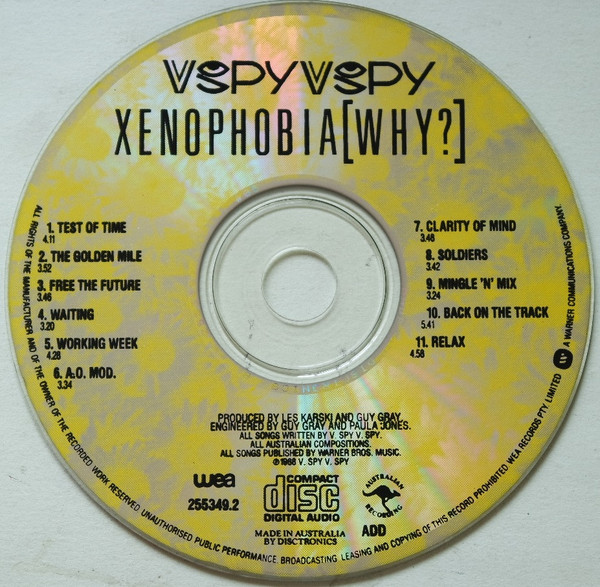 V SPY V SPY
XENOPHOBIA[WHY?]
1. TEST OF TIME
4.11
2. THE GOLDEN MILE
3.52
3. FREE THE FUTURE
3.46
4. WAITING
3.20
5. WORKING WEEK
4.28
6. A.O. MOD.
3.34
7. CLARITY OF MIND
3.48
8. SOLDIERS
3.42
9. MINGLE 'N' MIX
3.24
10. BACK ON THE TRACK
5.41
11. RELAX
4.58
PRODUCED BY LES KARSKI AND GUY GRAY.
ENGINEERED BY GUY GRAY AND PAULA JONES.
ALL SONGS WRITTEN BY V. SPY V. SPY.
ALL AUSTRALIAN COMPOSITIONS.
ALL SONGS PUBLISHED BY WARNER BROS. MUSIC.
℗1988 V. SPY V. SPY
wea
255349.2
COMPACT
disc
DIGITAL AUDIO
AUSTRALIAN
RECORDING
MADE IN AUSTRALIA
BY DISCTRONICS
ADD
ALL RIGHTS OF THE MANUFACTURER AND OF THE OWNER OF THE RECORDED WORK RESERVED. UNAUTHORISED PUBLIC PERFORMANCE, BROADCASTING, LEASING AND COPYING OF THIS RECORD PROHIBITED. WEA RECORDS PTY. LIMITED A WARNER COMMUNICATIONS COMPANY.